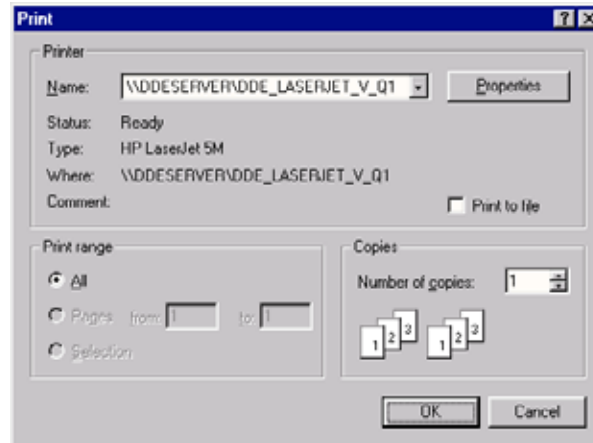 Print
Printer
Name: \\DDESERVER\DDE_LASERJET_V_Q1 Properties
Status: Ready
Type: HP LaserJet 5M
Where: \\DDESERVER\DDE_LASERJET_V_Q1
Comment: Print to file
Print range
All
Pages from: 1 to: 1
Selection
Copies
Number of copies: 1
1 2 3 1 2 3
OK Cancel